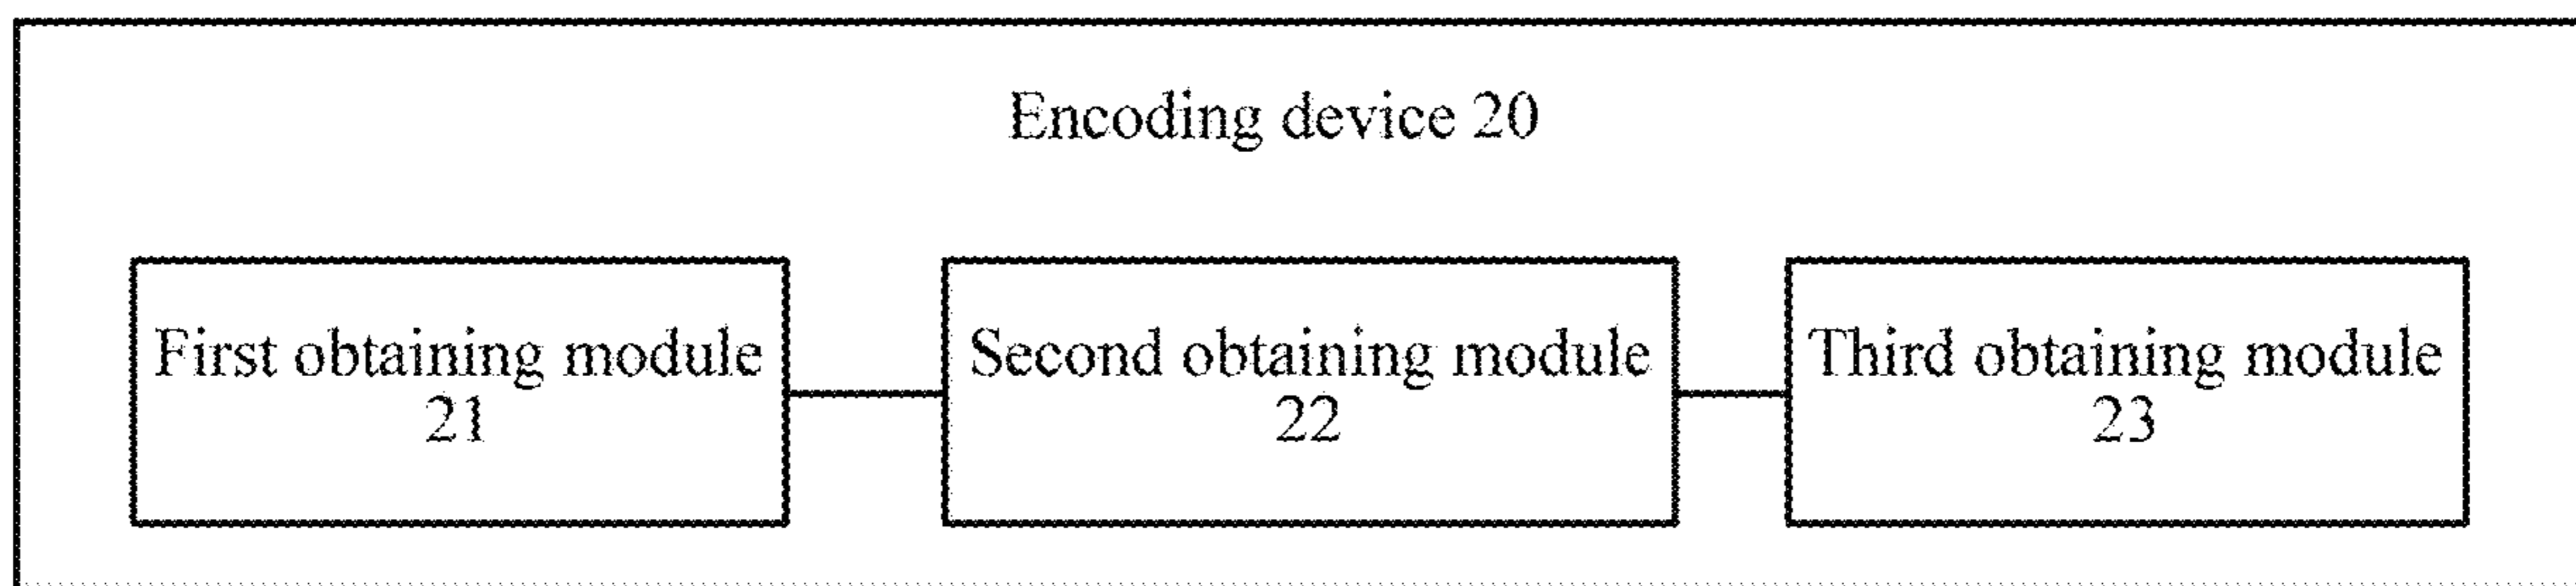 Encoding device 20
First obtaining module
21
Second obtaining module
22
Third obtaining module
23